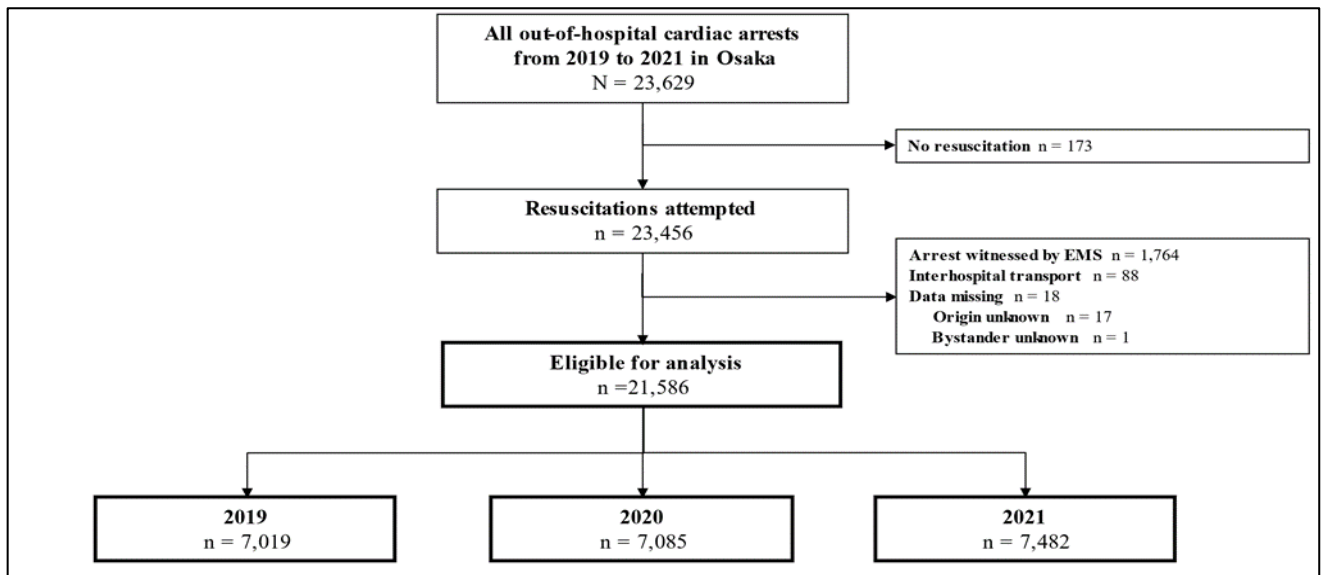 All out-of-hospital cardiac arrests
from 2019 to 2021 in Osaka
N = 23,629
No resuscitation n = 173
Resuscitations attempted
n = 23,456
Arrest witnessed by EMS n = 1,764
Interhospital transport n = 88
Data missing n = 18
Origin unknown n = 17
Bystander unknown n = 1
Eligible for analysis
n =21,586
2019
n = 7,019
2020
n = 7,085
2021
n = 7,482